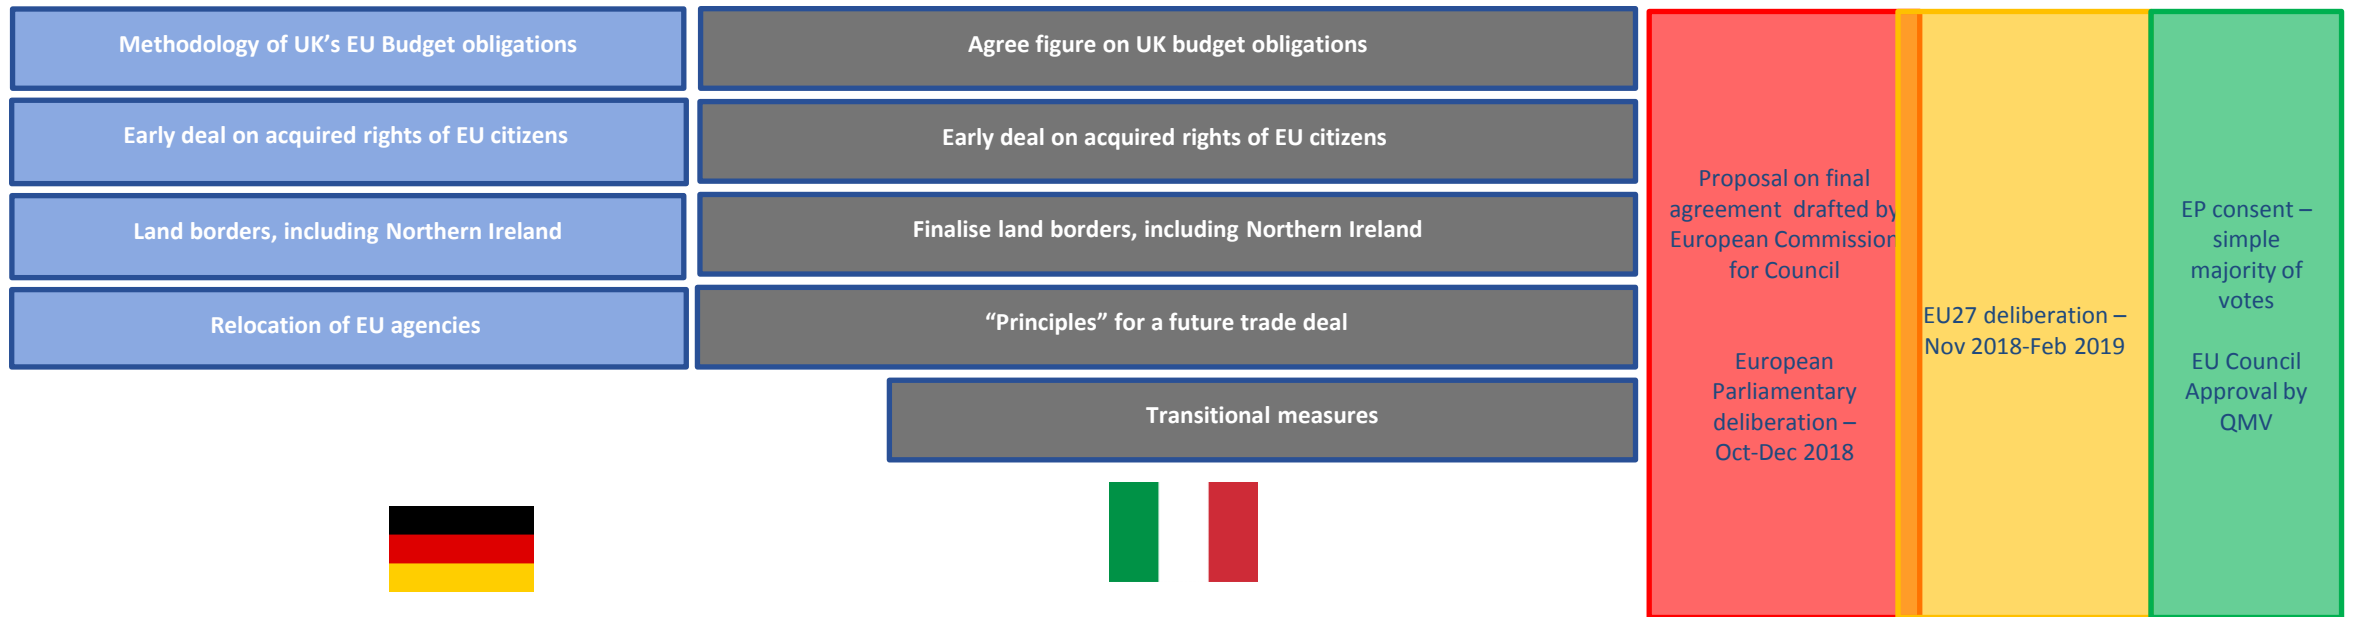 Methodology of UK’s EU Budget obligations
Early deal on acquired rights of EU citizens
Land borders, including Northern Ireland
Relocation of EU agencies
Agree figure on UK budget obligations
Early deal on acquired rights of EU citizens
Finalise land borders, including Northern Ireland
“Principles” for a future trade deal
Transitional measures
Proposal on final
agreement drafted by
European Commission
for Council
European
Parliamentary
deliberation –
Oct-Dec 2018
EU27 deliberation –
Nov 2018-Feb 2019
EP consent –
simple
majority of
votes
EU Council
Approval by
QMV